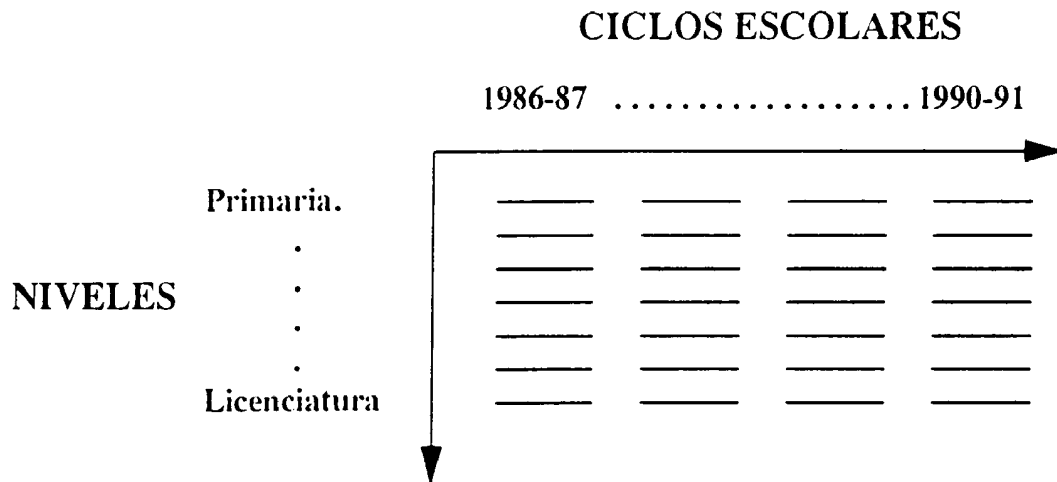 CICLOS ESCOLARES
1986-87 . . . . . . . . . . . . . . . . . . 1990-91
Primaria.
.
.
NIVELES
.
.
Licenciatura